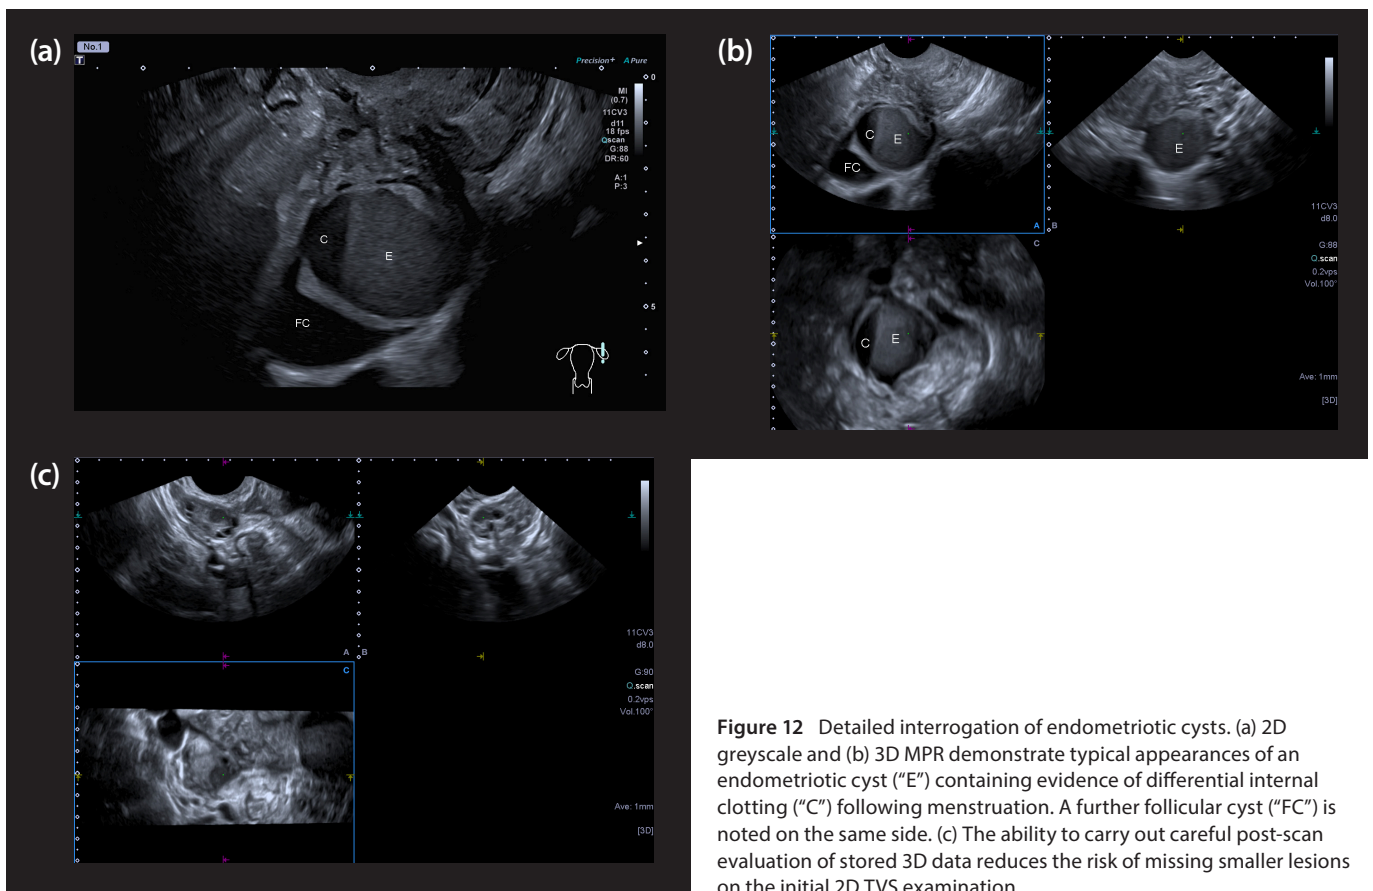 (a)
No.1
T
Precision+ A Pure
0
MI
(0.7)
11CV3
d11
18 fps
Qscan
G:88
DR:60
A:1
P:3
C
E
5
FC
(b)
C
E
FC
E
A
B
C
11CV3
d8.0
G:88
Q.scan
0.2vps
Vol.100°
C
E
Ave: 1mm
[3D]
(c)
11CV3
d8.0
A
B
C
G:90
Q.scan
0.2vps
Vol.100°
Ave: 1mm
[3D]
Figure 12 Detailed interrogation of endometriotic cysts. (a) 2D
greyscale and (b) 3D MPR demonstrate typical appearances of an
endometriotic cyst (“E”) containing evidence of differential internal
clotting (“C”) following menstruation. A further follicular cyst (“FC”) is
noted on the same side. (c) The ability to carry out careful post-scan
evaluation of stored 3D data reduces the risk of missing smaller lesions
on the initial 2D TVS examination